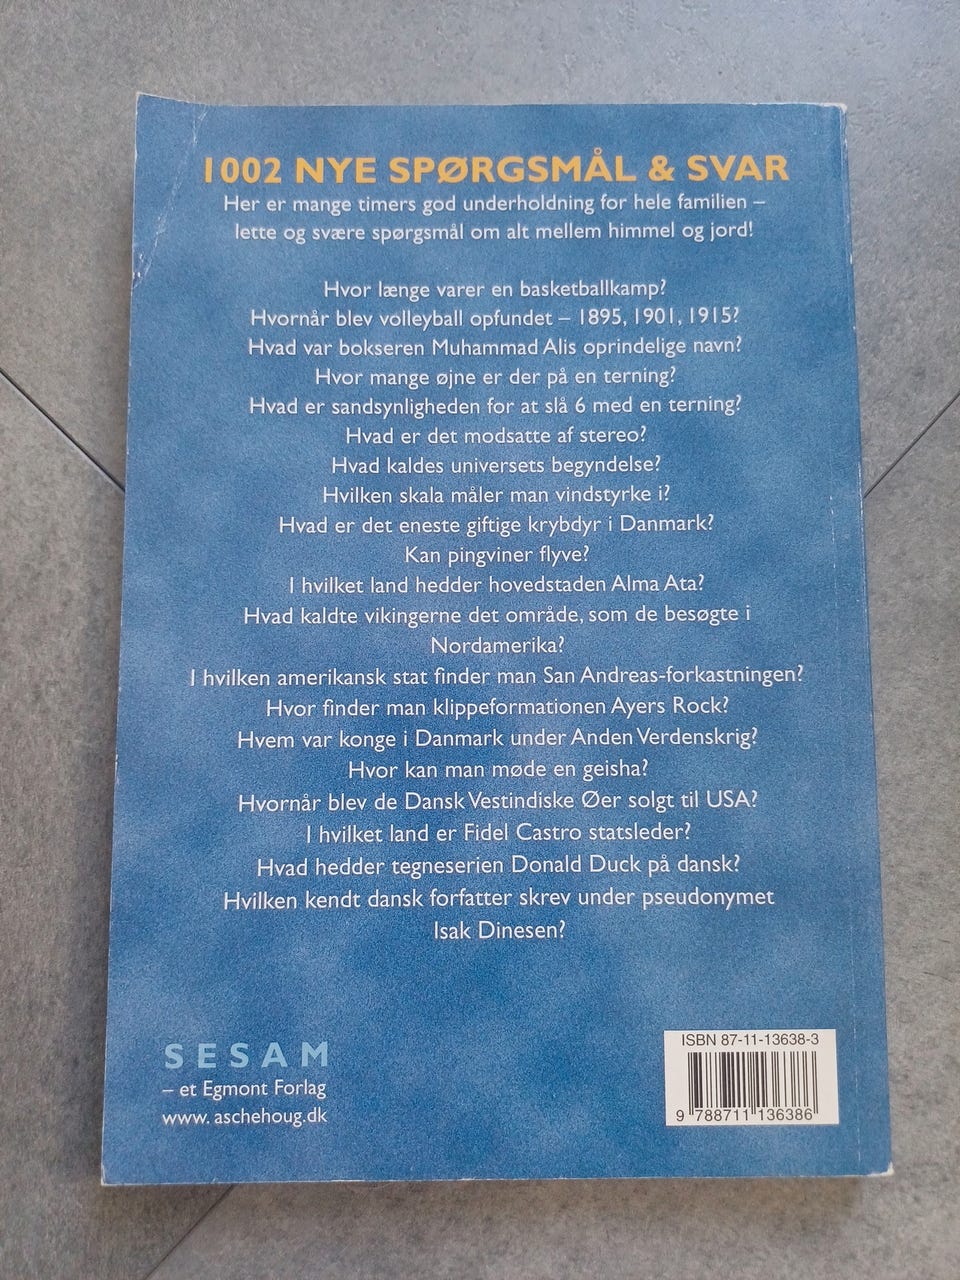 1002 NYE SPØRGSMÅL & SVAR
Her er mange timers god underholdning for hele familien –
lette og svære spørgsmål om alt mellem himmel og jord!
Hvor længe varer en basketballkamp?
Hvornår blev volleyball opfundet – 1895, 1901, 1915?
Hvad var bokseren Muhammad Alis oprindelige navn?
Hvor mange øjne er der på en terning?
Hvad er sandsynligheden for at slå 6 med en terning?
Hvad er det modsatte af stereo?
Hvad kaldes universets begyndelse?
Hvilken skala måler man vindstyrke i?
Hvad er det eneste giftige krybdyr i Danmark?
Kan pingviner flyve?
I hvilket land hedder hovedstaden Alma Ata?
Hvad kaldte vikingerne det område, som de besøgte i
Nordamerika?
I hvilken amerikansk stat finder man San Andreas-forkastningen?
Hvor finder man klippeformationen Ayers Rock?
Hvem var konge i Danmark under Anden Verdenskrig?
Hvor kan man møde en geisha?
Hvornår blev de Dansk Vestindiske Øer solgt til USA?
I hvilket land er Fidel Castro statsleder?
Hvad hedder tegneserien Donald Duck på dansk?
Hvilken kendt dansk forfatter skrev under pseudonymet
Isak Dinesen?
SESAM
– et Egmont Forlag
www. aschehoug.dk
ISBN 87-11-13638-3
9 788711 136386